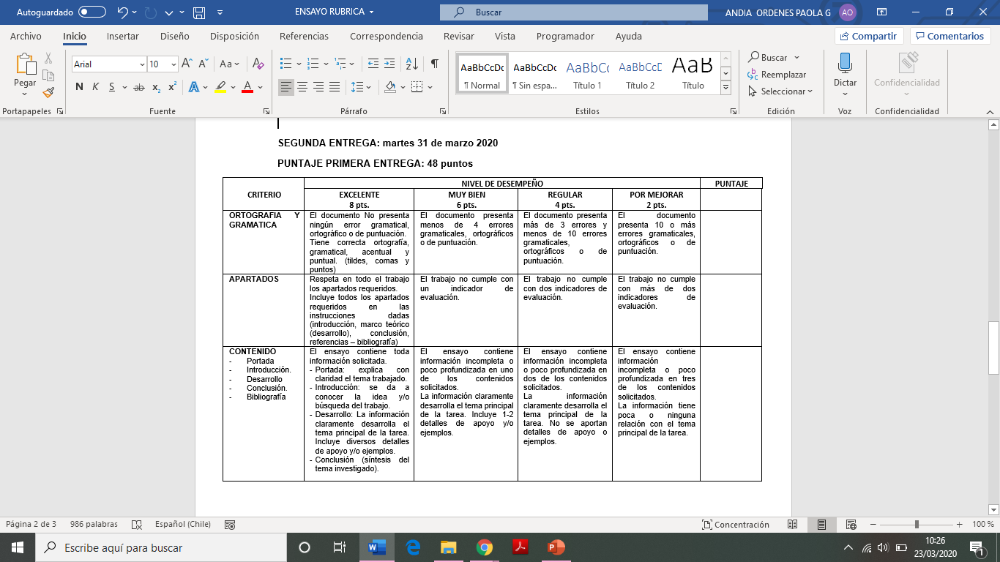 Autoguardado
ENSAYO RUBRICA
Buscar
ANDIA ORDENES PAOLA G
AO
Archivo Inicio Insertar Diseño Disposición Referencias Correspondencia Revisar Vista Programador Ayuda
Compartir
Comentarios
Pegar
Portapapeles
Arial
10
Aa
N K S ab x₂ x²
A
A
Fuente
Párrafo
AaBbCcDc
¶ Normal
AaBbCcDc
¶ Sin espa...
AaBbCc
Título 1
AaBbCcD
Título 2
AaB
Título
Estilos
Buscar
Reemplazar
Seleccionar
Edición
Dictar
Voz
Confidencialidad
Confidencialidad
SEGUNDA ENTREGA: martes 31 de marzo 2020
PUNTAJE PRIMERA ENTREGA: 48 puntos
CRITERIO
NIVEL DE DESEMPEÑO
PUNTAJE
EXCELENTE
8 pts.
MUY BIEN
6 pts.
REGULAR
4 pts.
POR MEJORAR
2 pts.
ORTOGRAFIA Y
GRAMATICA
El documento No presenta
ningún error gramatical,
ortográfico o de puntuación.
Tiene correcta ortografía,
gramatical, acentual y
puntual. (tildes, comas y
puntos)
El documento presenta
menos de 4 errores
gramaticales, ortográficos
o de puntuación.
El documento presenta
más de 3 errores y
menos de 10 errores
gramaticales,
ortográficos o de
puntuación.
El documento
presenta 10 o más
errores gramaticales,
ortográficos o de
puntuación.
APARTADOS
Respeta en todo el trabajo
los apartados requeridos.
Incluye todos los apartados
requeridos en las
instrucciones dadas
(introducción, marco teórico
(desarrollo), conclusión,
referencias – bibliografía)
El trabajo no cumple con
un indicador de
evaluación.
El trabajo no cumple
con dos indicadores de
evaluación.
El trabajo no cumple
con más de dos
indicadores de
evaluación.
CONTENIDO
- Portada
- Introducción.
- Desarrollo
- Conclusión.
- Bibliografía
El ensayo contiene toda
información solicitada.
- Portada: explica con
claridad el tema trabajado.
- Introducción: se da a
conocer la idea y/o
búsqueda del trabajo.
- Desarrollo: La información
claramente desarrolla el
tema principal de la tarea.
Incluye diversos detalles
de apoyo y/o ejemplos.
- Conclusión (síntesis del
tema investigado).
El ensayo contiene
información incompleta o
poco profundizada en uno
de los contenidos
solicitados.
La información claramente
desarrolla el tema principal
de la tarea. Incluye 1-2
detalles de apoyo y/o
ejemplos.
El ensayo contiene
información incompleta
o poco profundizada en
dos de los contenidos
solicitados.
La información
claramente desarrolla el
tema principal de la
tarea. No se aportan
detalles de apoyo o
ejemplos.
El ensayo contiene
información
incompleta o poco
profundizada en tres
de los contenidos
solicitados.
La información tiene
poca o ninguna
relación con el tema
principal de la tarea.
Página 2 de 3
986 palabras
Español (Chile)
Concentración
100 %
Escribe aquí para buscar
10:26
23/03/2020
1